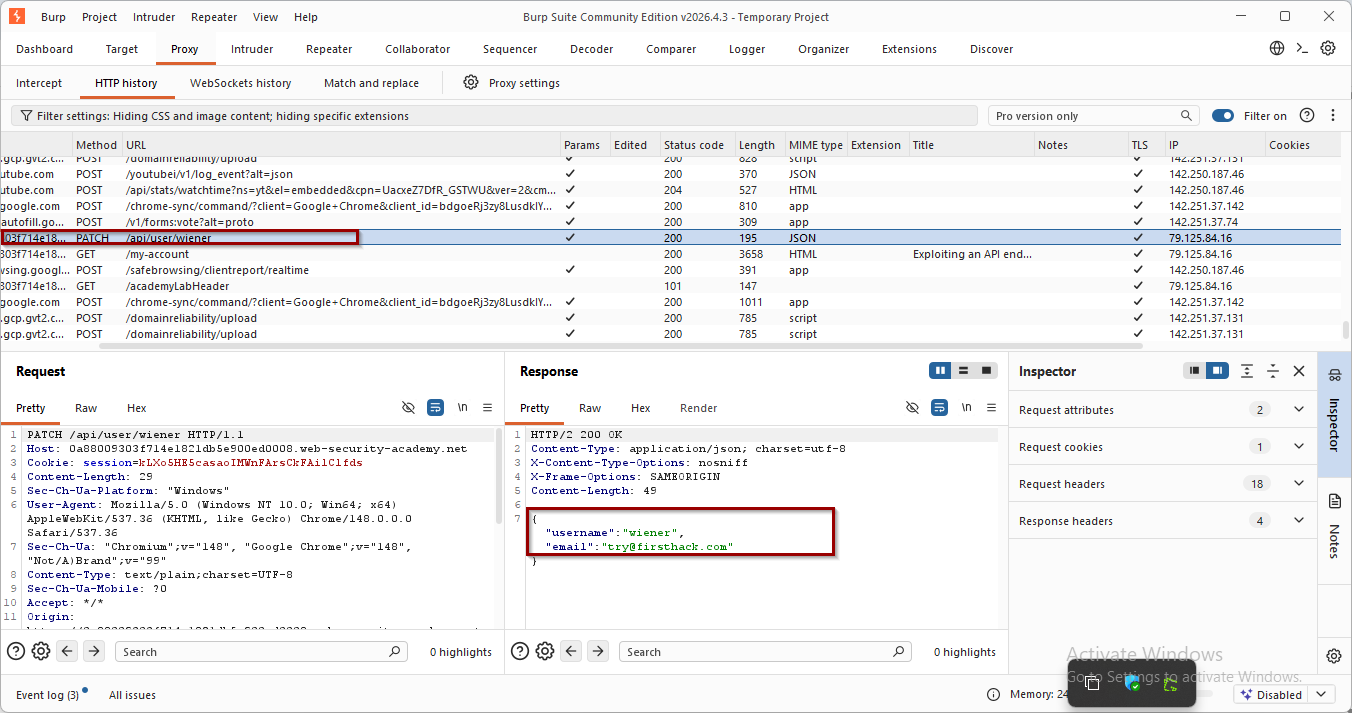 Burp Project Intruder Repeater View Help Burp Suite Community Edition v2026.4.3 - Temporary Project
Dashboard Target Proxy Intruder Repeater Collaborator Sequencer Decoder Comparer Logger Organizer Extensions Discover
Intercept HTTP history WebSockets history Match and replace Proxy settings
Filter settings: Hiding CSS and image content; hiding specific extensions Pro version only Filter on
Method URL Params Edited Status code Length MIME type Extension Title Notes TLS IP Cookies
.gcp.gvt2.c... POST /domainreliability/upload 200 828 script 142.251.37.131
utube.com POST /youtubei/v1/log_event?alt=json 200 370 JSON 142.250.187.46
utube.com POST /api/stats/watchtime?ns=yt&el=embedded&cpn=UacxeZ7DfR_GSTWU&ver=2&cm... 204 527 HTML 142.250.187.46
google.com POST /chrome-sync/command/?client=Google+Chrome&client_id=bdgoeRj3zy8LusdklY... 200 810 app 142.251.37.142
autofill.go... POST /v1/forms:vote?alt=proto 200 309 app 142.251.37.74
303f714e18... PATCH /api/user/wiener 200 195 JSON 79.125.84.16
303f714e18... GET /my-account 200 3658 HTML Exploiting an API end... 79.125.84.16
wsing.googl... POST /safebrowsing/clientreport/realtime 200 391 app 142.250.187.46
303f714e18... GET /academyLabHeader 101 147 79.125.84.16
google.com POST /chrome-sync/command/?client=Google+Chrome&client_id=bdgoeRj3zy8LusdklY... 200 1011 app 142.251.37.142
.gcp.gvt2.c... POST /domainreliability/upload 200 785 script 142.251.37.131
.gcp.gvt2.c... POST /domainreliability/upload 200 785 script 142.251.37.131
Request
Pretty Raw Hex \n
1 PATCH /api/user/wiener HTTP/1.1
2 Host: 0a88009303f714e1821db5e900ed0008.web-security-academy.net
3 Cookie: session=kLXo5HE5casaoIMWnFArsCkFAilClfds
4 Content-Length: 29
5 Sec-Ch-Ua-Platform: "Windows"
6 User-Agent: Mozilla/5.0 (Windows NT 10.0; Win64; x64)
AppleWebKit/537.36 (KHTML, like Gecko) Chrome/148.0.0.0
Safari/537.36
7 Sec-Ch-Ua: "Chromium";v="148", "Google Chrome";v="148",
"Not/A)Brand";v="99"
8 Content-Type: text/plain;charset=UTF-8
9 Sec-Ch-Ua-Mobile: ?0
10 Accept: */*
11 Origin:
Search 0 highlights
Response
Pretty Raw Hex Render \n
1 HTTP/2 200 OK
2 Content-Type: application/json; charset=utf-8
3 X-Content-Type-Options: nosniff
4 X-Frame-Options: SAMEORIGIN
5 Content-Length: 49
6
7 {
"username":"wiener",
"email":"try@firsthack.com"
}
Search 0 highlights
Inspector
Request attributes 2
Request cookies 1
Request headers 18
Response headers 4
Inspector
Notes
Activate Windows
Go to Settings to activate Windows.
Event log (3) All issues Memory: 24 Disabled